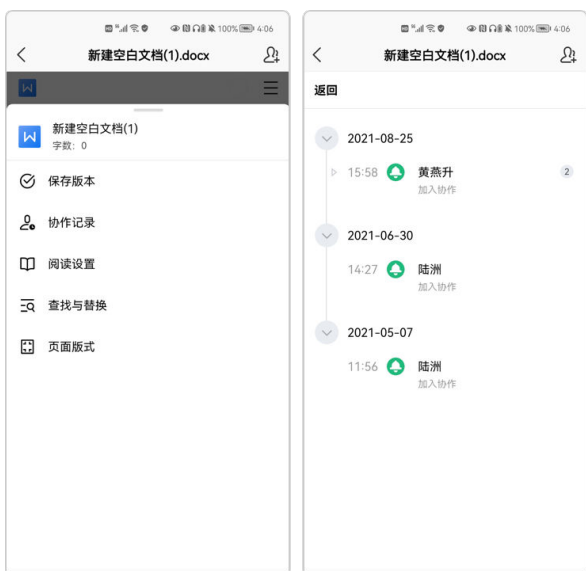 100% 4:06
新建空白文档(1).docx
新建空白文档(1)
字数: 0
保存版本
协作记录
阅读设置
查找与替换
页面版式
100% 4:06
新建空白文档(1).docx
返回
2021-08-25
15:58 黄燕升 2
加入协作
2021-06-30
14:27 陆洲
加入协作
2021-05-07
11:56 陆洲
加入协作